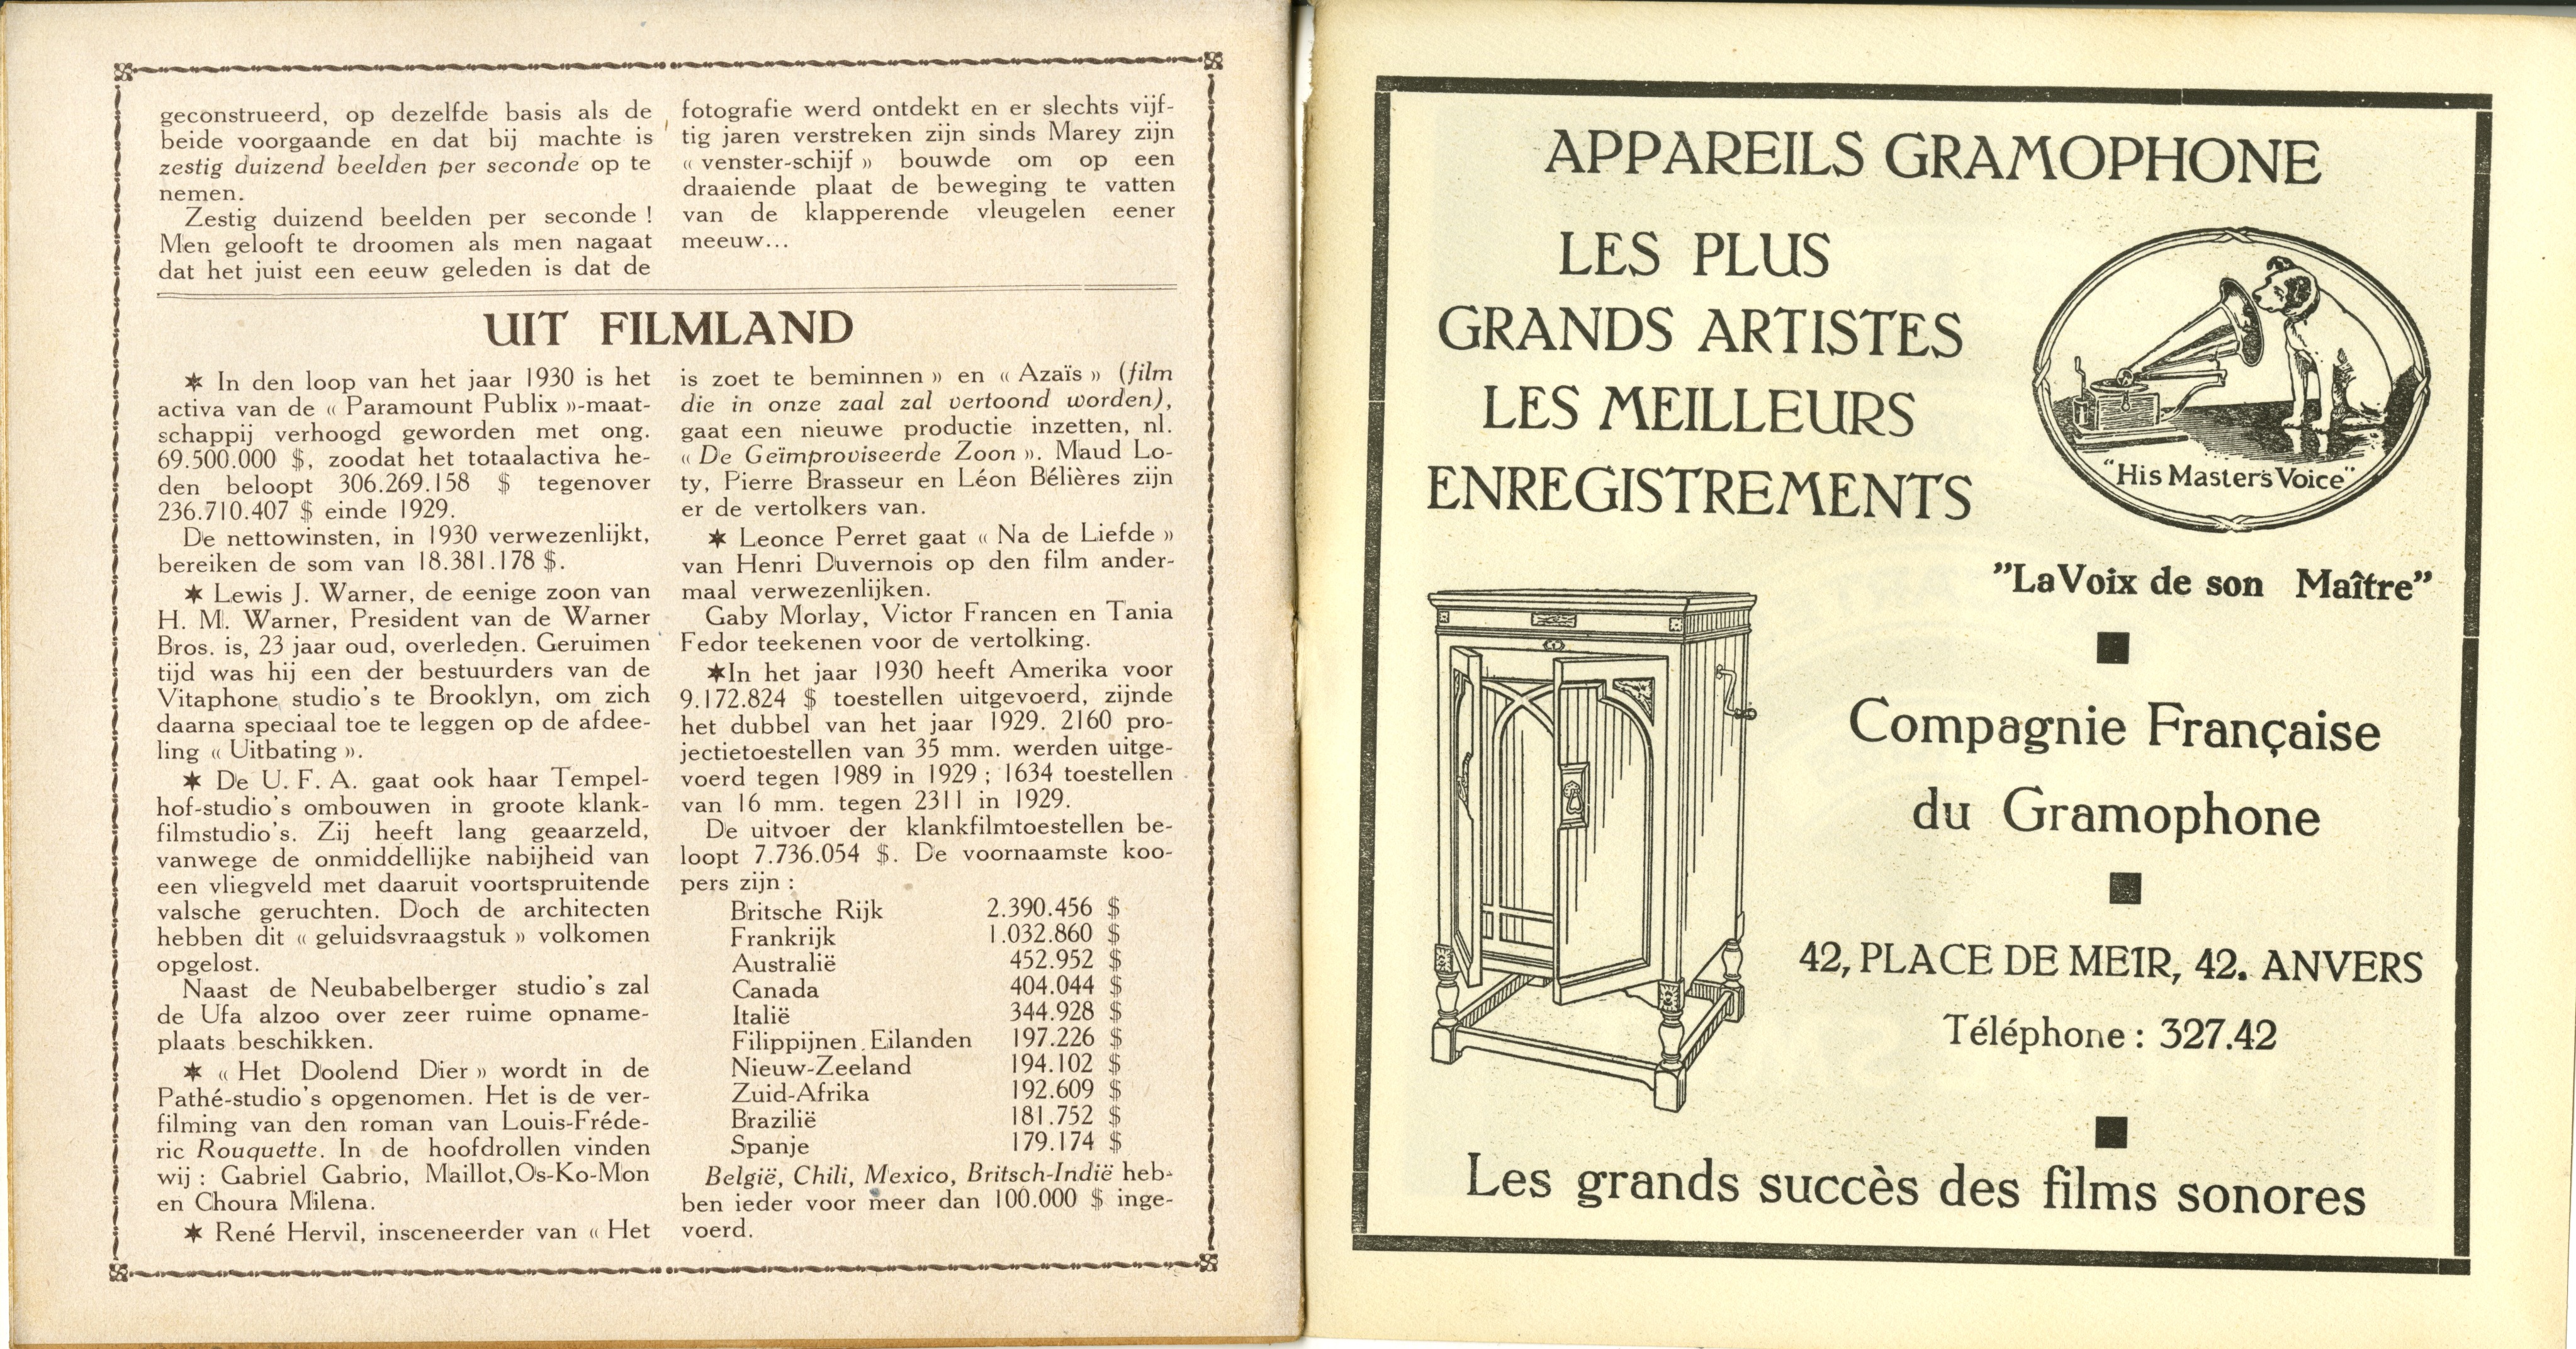 geconstrueerd, op dezelfde basis als de
beide voorgaande en dat bij machte is
zestig duizend beelden per seconde op te
nemen.
Zestig duizend beelden per seconde !
Men gelooft te droomen als men nagaat
dat het juist een eeuw geleden is dat de
fotografie werd ontdekt en er slechts vijf-
tig jaren verstreken zijn sinds Marey zijn
« venster-schijf » bouwde om op een
draaiende plaat de beweging te vatten
van de klapperende vleugelen eener
meeuw...
UIT FILMLAND
★ In den loop van het jaar 1930 is het
activa van de « Paramount Publix »-maat-
schappij verhoogd geworden met ong.
69.500.000 $, zoodat het totaalactiva he-
den beloopt 306.269.158 $ tegenover
236.710.407 $ einde 1929.
De nettowinsten, in 1930 verwezenlijkt,
bereiken de som van 18.381.178 $.
★ Lewis J. Warner, de eenige zoon van
H. M. Warner, President van de Warner
Bros. is, 23 jaar oud, overleden. Geruimen
tijd was hij een der bestuurders van de
Vitaphone studio's te Brooklyn, om zich
daarna speciaal toe te leggen op de afdee-
ling « Uitbating ».
★ De U. F. A. gaat ook haar Tempel-
hof-studio's ombouwen in groote klank-
filmstudio's. Zij heeft lang geaarzeld,
vanwege de onmiddellijke nabijheid van
een vliegveld met daaruit voortspruitende
valsche geruchten. Doch de architecten
hebben dit « geluidsvraagstuk » volkomen
opgelost.
Naast de Neubabelberger studio's zal
de Ufa alzoo over zeer ruime opname-
plaats beschikken.
★ « Het Doolend Dier » wordt in de
Pathé-studio's opgenomen. Het is de ver-
filming van den roman van Louis-Fréde-
ric Rouquette. In de hoofdrollen vinden
wij : Gabriel Gabrio, Maillot,Os-Ko-Mon
en Choura Milena.
★ René Hervil, insceneerder van « Het
is zoet te beminnen » en « Azaïs » (film
die in onze zaal zal vertoond worden),
gaat een nieuwe productie inzetten, nl.
« De Geïmproviseerde Zoon ». Maud Lo-
ty, Pierre Brasseur en Léon Bélières zijn
er de vertolkers van.
★ Leonce Perret gaat « Na de Liefde »
van Henri Duvernois op den film ander-
maal verwezenlijken.
Gaby Morlay, Victor Francen en Tania
Fedor teekenen voor de vertolking.
★In het jaar 1930 heeft Amerika voor
9.172.824 $ toestellen uitgevoerd, zijnde
het dubbel van het jaar 1929. 2160 pro-
jectietoestellen van 35 mm. werden uitge-
voerd tegen 1989 in 1929 ; 1634 toestellen
van 16 mm. tegen 2311 in 1929.
De uitvoer der klankfilmtoestellen be-
loopt 7.736.054 $. De voornaamste koo-
pers zijn :
Britsche Rijk 2.390.456 $
Frankrijk 1.032.860 $
Australië 452.952 $
Canada 404.044 $
Italië 344.928 $
Filippijnen Eilanden 197.226 $
Nieuw-Zeeland 194.102 $
Zuid-Afrika 192.609 $
Brazilië 181.752 $
Spanje 179.174 $
België, Chili, Mexico, Britsch-Indië heb-
ben ieder voor meer dan 100.000 $ inge-
voerd.
APPAREILS GRAMOPHONE
LES PLUS
GRANDS ARTISTES
LES MEILLEURS
ENREGISTREMENTS
"His Master's Voice"
"La Voix de son Maître"
Compagnie Française
du Gramophone
42, PLACE DE MEIR, 42. ANVERS
Téléphone : 327.42
Les grands succès des films sonores